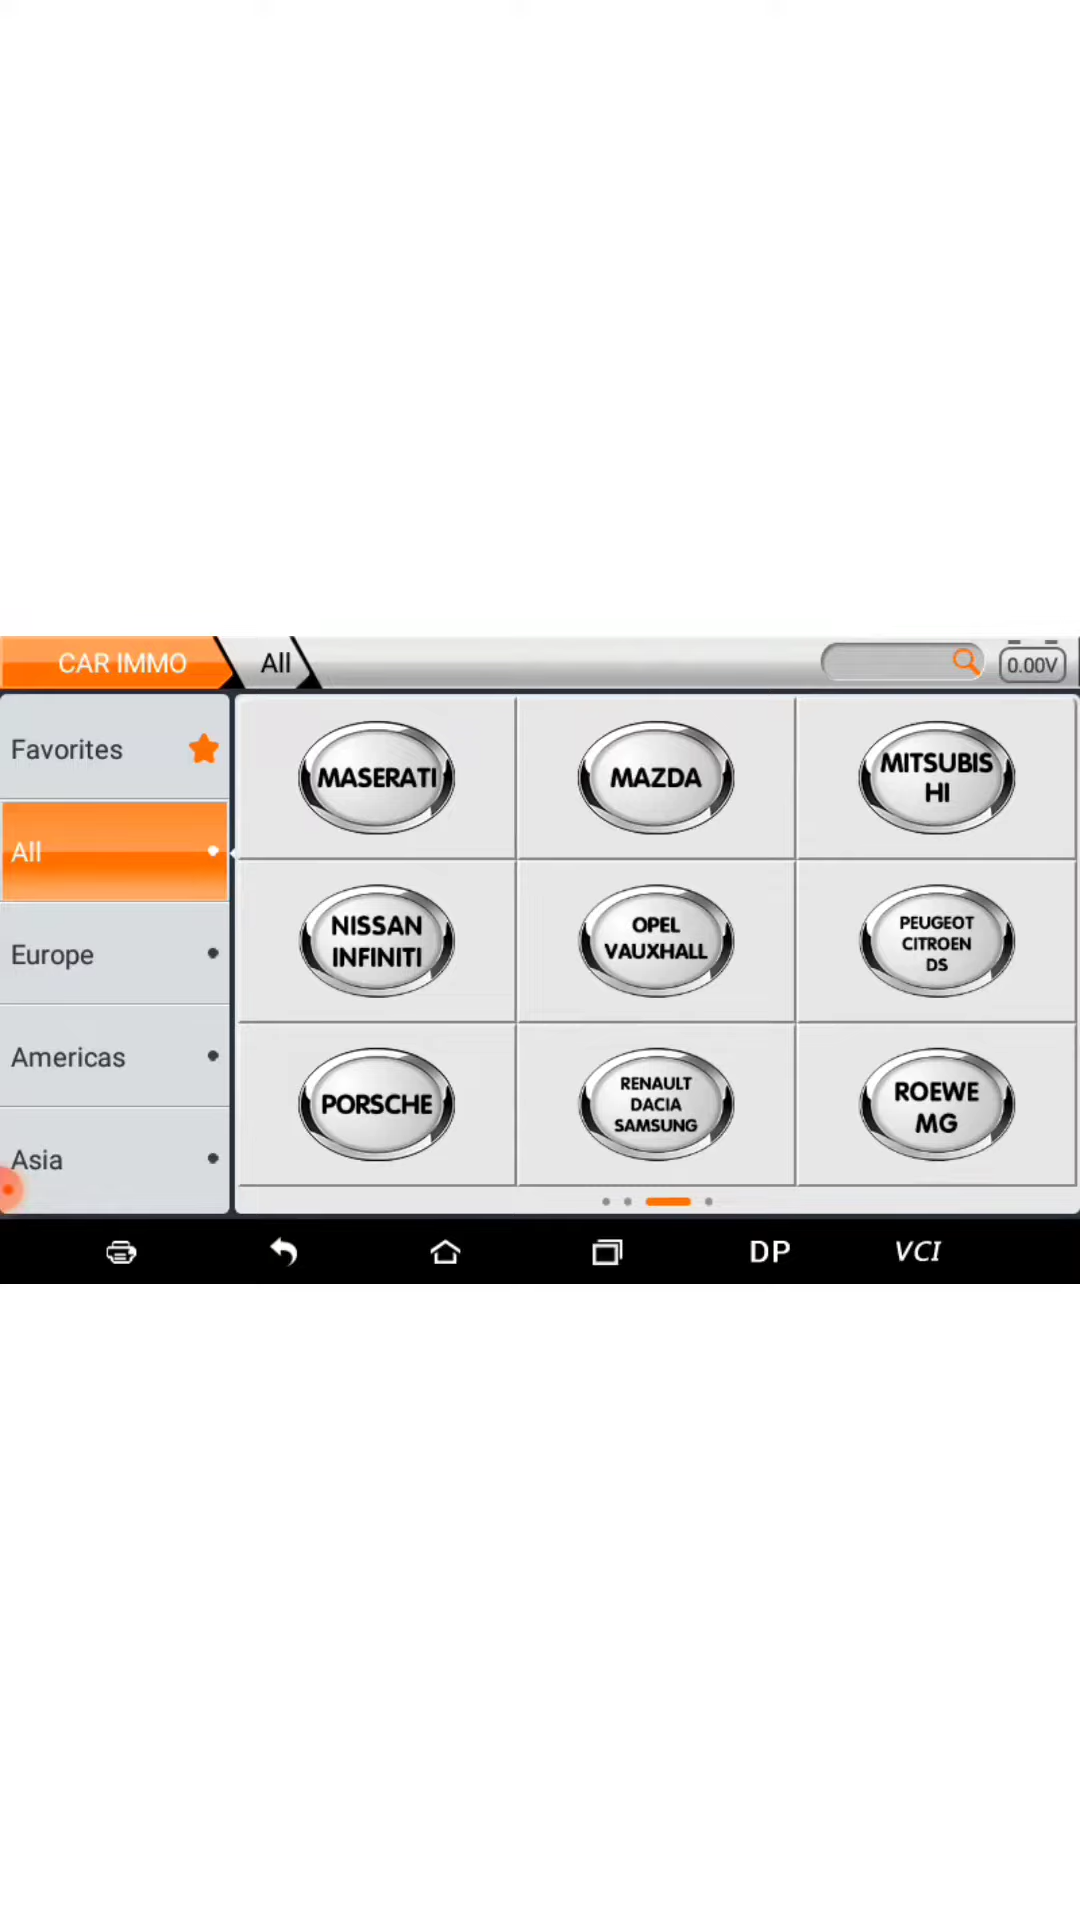 CAR IMMO
All
0.00V
Favorites
All
Europe
Americas
Asia
MASERATI
MAZDA
MITSUBIS
HI
NISSAN
INFINITI
OPEL
VAUXHALL
PEUGEOT
CITROEN
DS
PORSCHE
RENAULT
DACIA
SAMSUNG
ROEWE
MG
DP
VCI